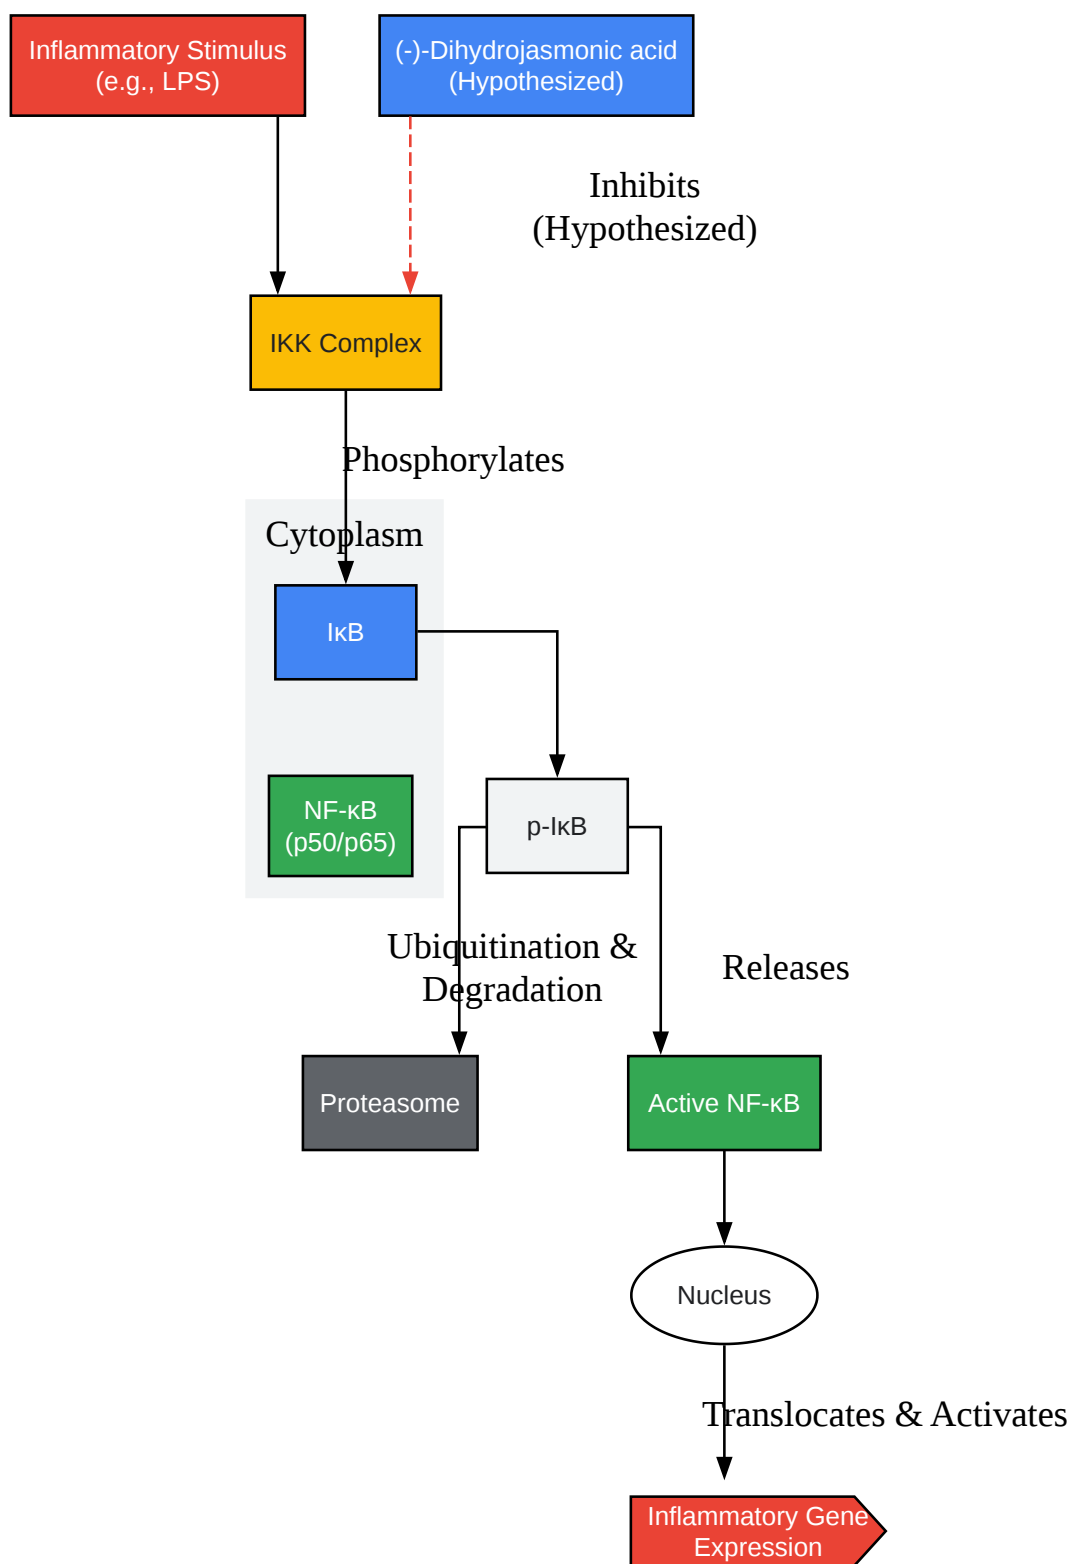 Inflammatory Stimulus
(e.g., LPS)
(-)-Dihydrojasmonic acid
(Hypothesized)
Inhibits
(Hypothesized)
IKK Complex
Phosphorylates
Cytoplasm
IκB
NF-κB
(p50/p65)
p-IκB
Ubiquitination &
Degradation
Releases
Proteasome
Active NF-κB
Nucleus
Translocates & Activates
Inflammatory Gene
Expression